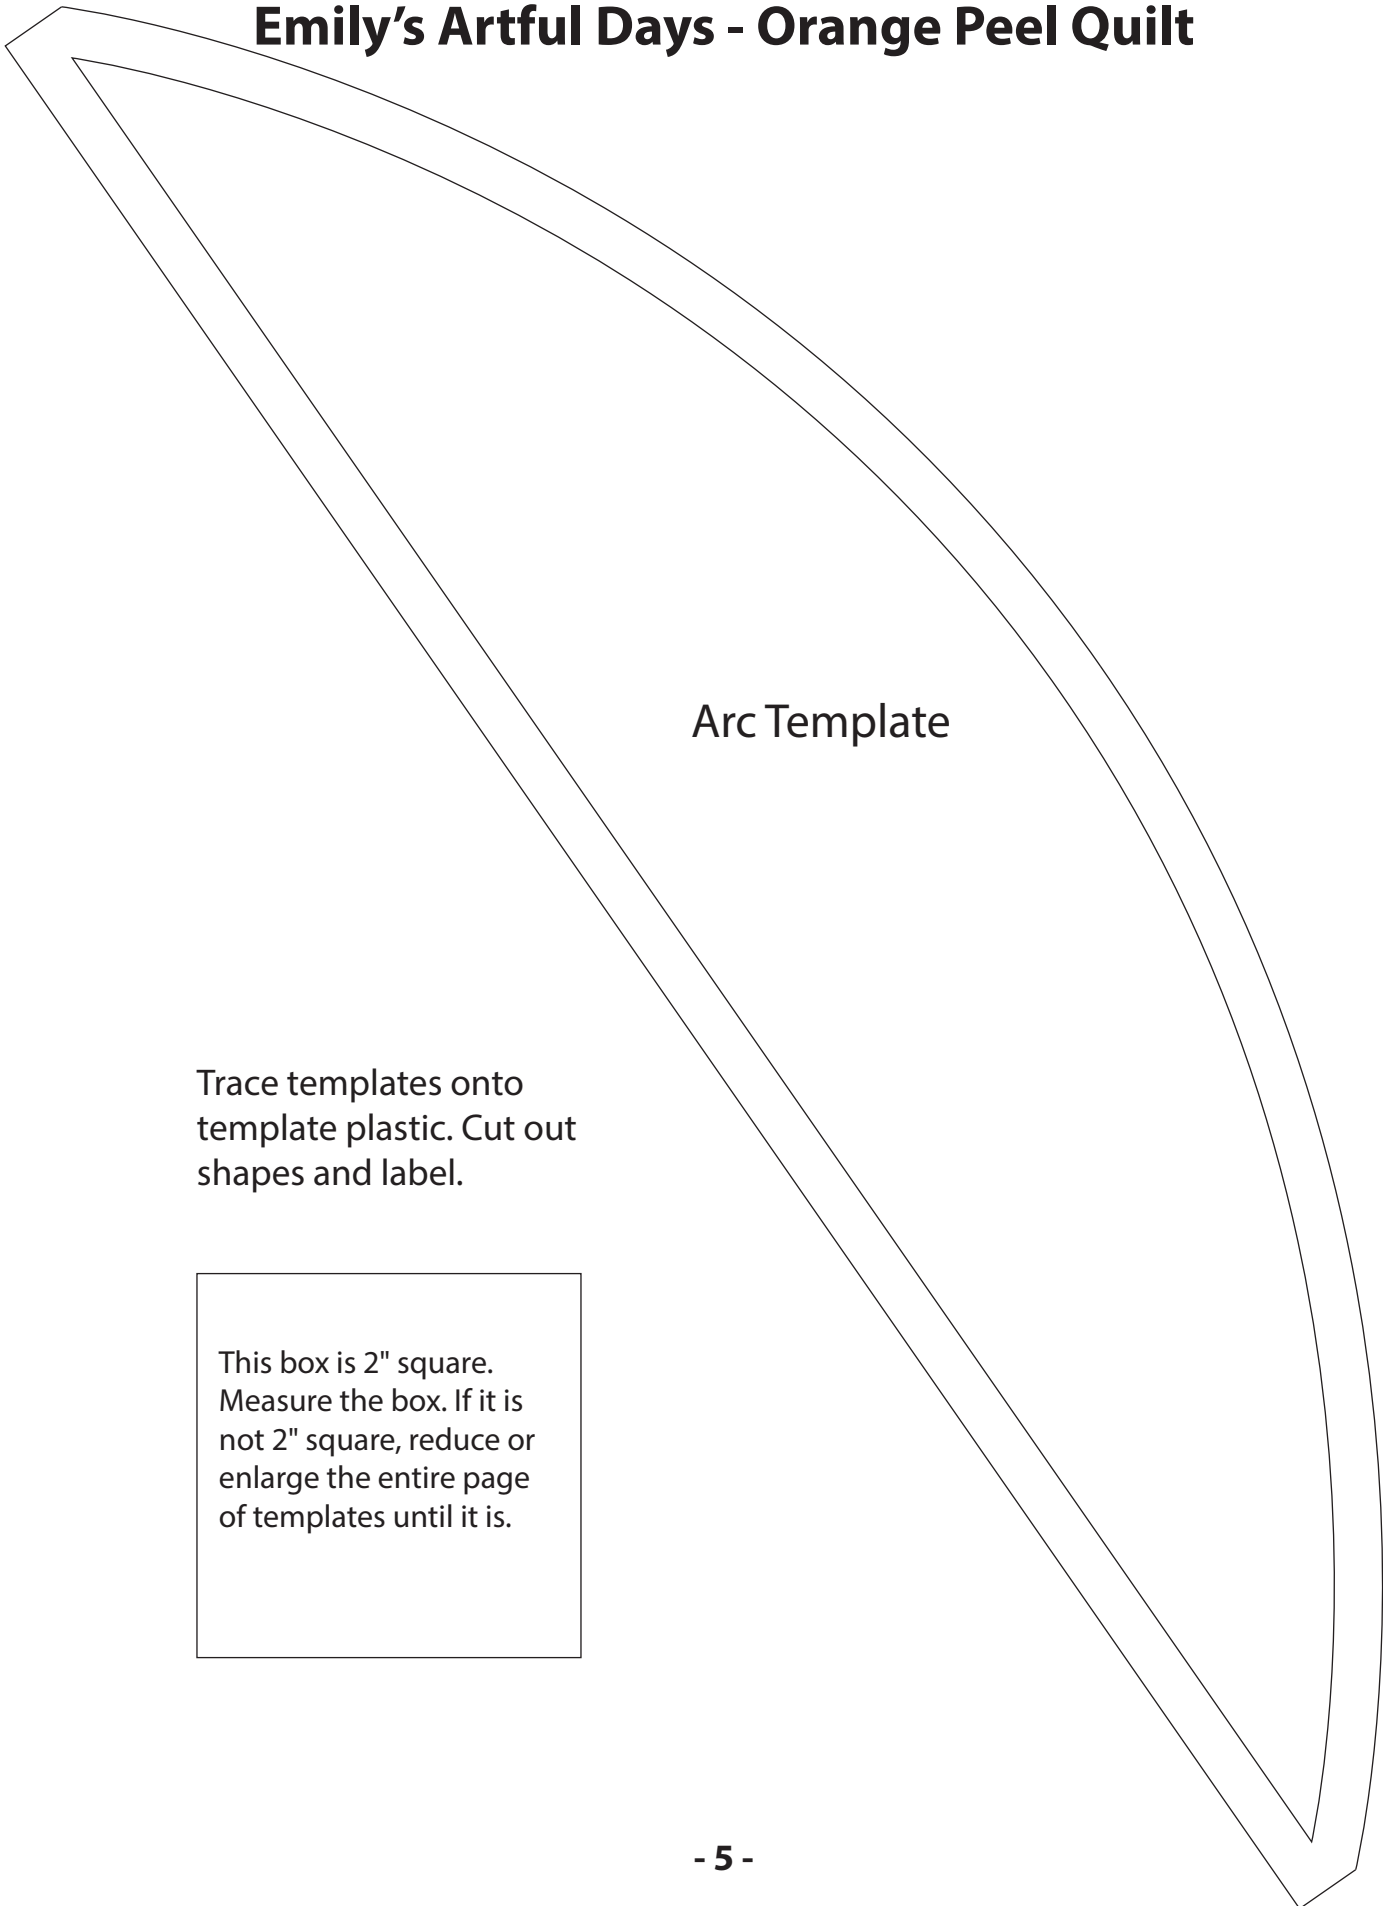 Emily’s Artful Days - Orange Peel Quilt
Arc Template
Trace templates onto
template plastic. Cut out
shapes and label.
This box is 2" square.
Measure the box. If it is
not 2" square, reduce or
enlarge the entire page
of templates until it is.
- 5 -